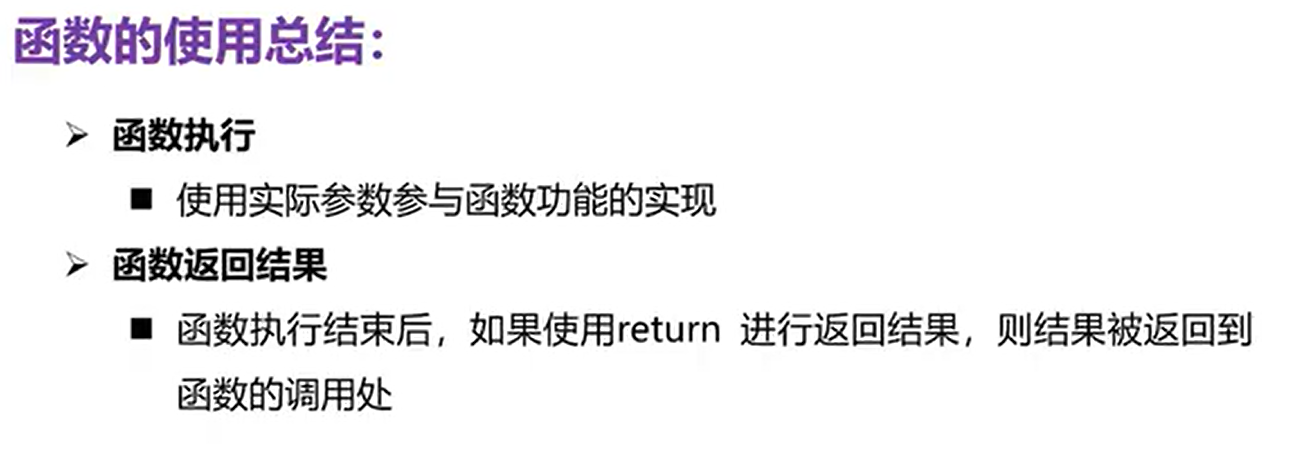 函数的使用总结：
➢ 函数执行
■ 使用实际参数参与函数功能的实现
➢ 函数返回结果
■ 函数执行结束后，如果使用return 进行返回结果，则结果被返回到
函数的调用处